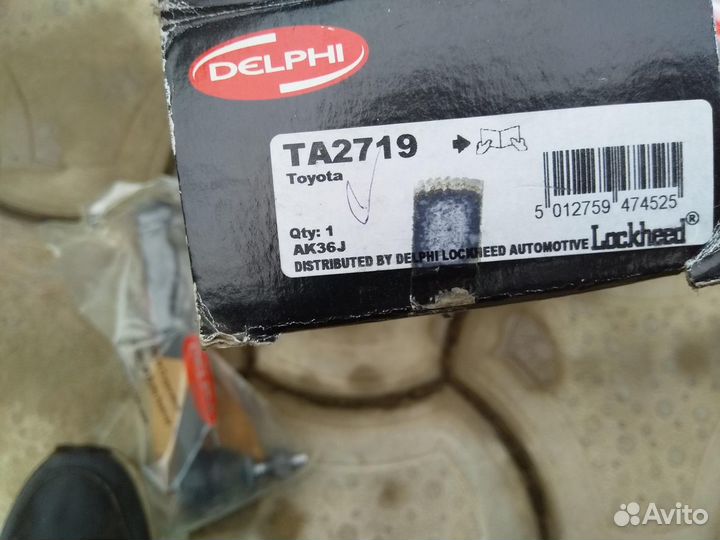 DELPHI
TA2719
Toyota
Qty: 1
AK36J
5 012759 474525
DISTRIBUTED BY DELPHI LOCKHEED AUTOMOTIVE Lockheed®
Avito